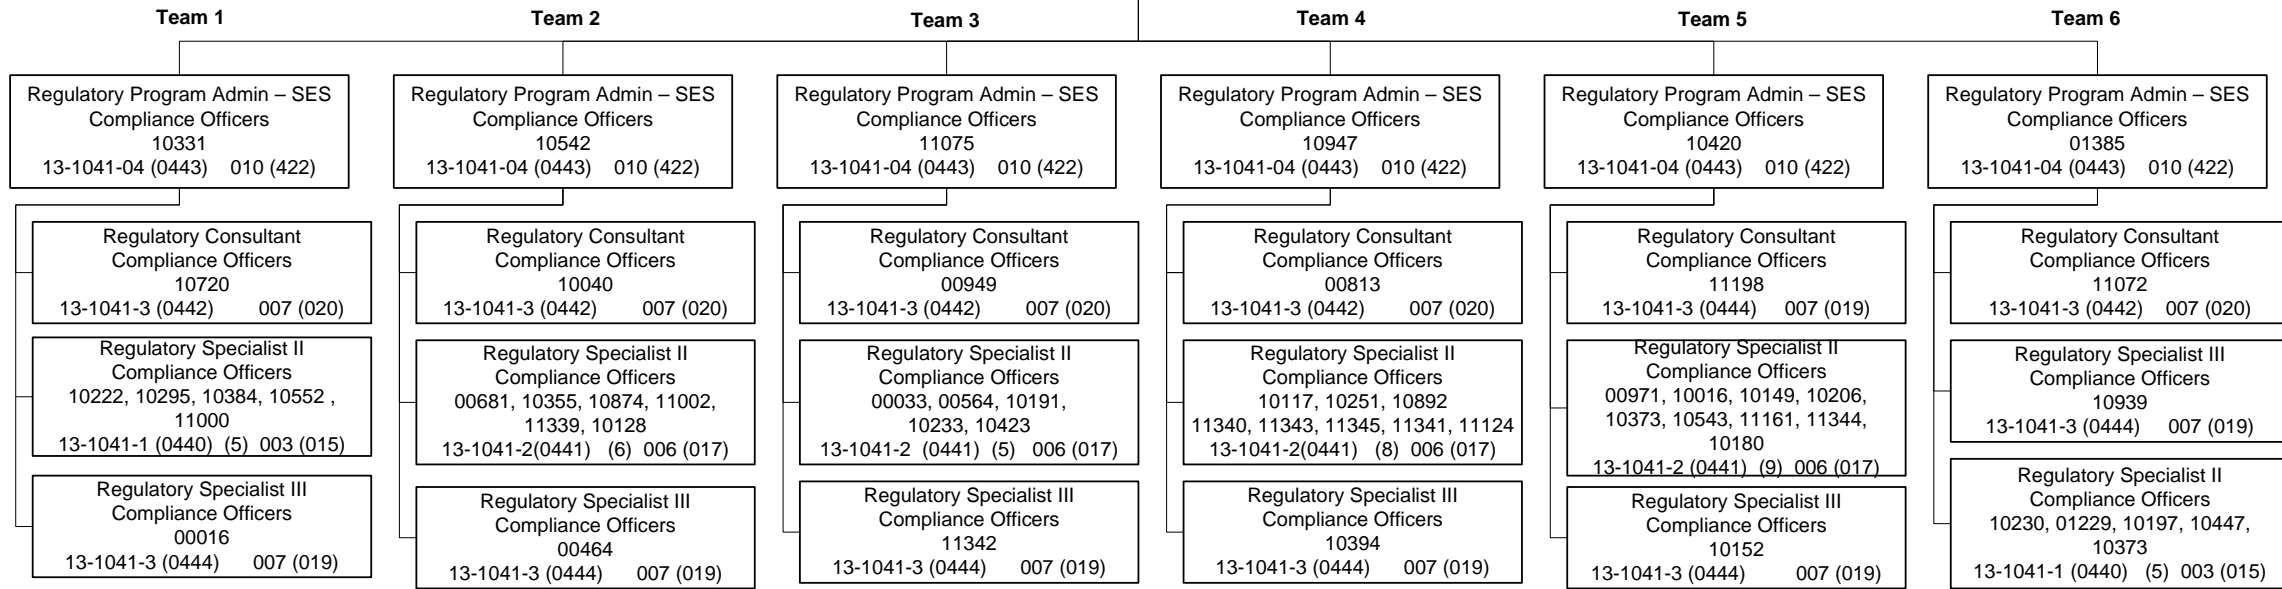 Team 1
Regulatory Program Admin – SES
Compliance Officers
10331
13-1041-04 (0443) 010 (422)
Regulatory Consultant
Compliance Officers
10720
13-1041-3 (0442) 007 (020)
Regulatory Specialist II
Compliance Officers
10222, 10295, 10384, 10552 ,
11000
13-1041-1 (0440) (5) 003 (015)
Regulatory Specialist III
Compliance Officers
00016
13-1041-3 (0444) 007 (019)
Team 2
Regulatory Program Admin – SES
Compliance Officers
10542
13-1041-04 (0443) 010 (422)
Regulatory Consultant
Compliance Officers
10040
13-1041-3 (0442) 007 (020)
Regulatory Specialist II
Compliance Officers
00681, 10355, 10874, 11002,
11339, 10128
13-1041-2(0441) (6) 006 (017)
Regulatory Specialist III
Compliance Officers
00464
13-1041-3 (0444) 007 (019)
Team 3
Regulatory Program Admin – SES
Compliance Officers
11075
13-1041-04 (0443) 010 (422)
Regulatory Consultant
Compliance Officers
00949
13-1041-3 (0442) 007 (020)
Regulatory Specialist II
Compliance Officers
00033, 00564, 10191,
10233, 10423
13-1041-2 (0441) (5) 006 (017)
Regulatory Specialist III
Compliance Officers
11342
13-1041-3 (0444) 007 (019)
Team 4
Regulatory Program Admin – SES
Compliance Officers
10947
13-1041-04 (0443) 010 (422)
Regulatory Consultant
Compliance Officers
00813
13-1041-3 (0442) 007 (020)
Regulatory Specialist II
Compliance Officers
10117, 10251, 10892
11340, 11343, 11345, 11341, 11124
13-1041-2(0441) (8) 006 (017)
Regulatory Specialist III
Compliance Officers
10394
13-1041-3 (0444) 007 (019)
Team 5
Regulatory Program Admin – SES
Compliance Officers
10420
13-1041-04 (0443) 010 (422)
Regulatory Consultant
Compliance Officers
11198
13-1041-3 (0444) 007 (019)
Regulatory Specialist II
Compliance Officers
00971, 10016, 10149, 10206,
10373, 10543, 11161, 11344,
10180
13-1041-2 (0441) (9) 006 (017)
Regulatory Specialist III
Compliance Officers
10152
13-1041-3 (0444) 007 (019)
Team 6
Regulatory Program Admin – SES
Compliance Officers
01385
13-1041-04 (0443) 010 (422)
Regulatory Consultant
Compliance Officers
11072
13-1041-3 (0442) 007 (020)
Regulatory Specialist III
Compliance Officers
10939
13-1041-3 (0444) 007 (019)
Regulatory Specialist II
Compliance Officers
10230, 01229, 10197, 10447,
10373
13-1041-1 (0440) (5) 003 (015)